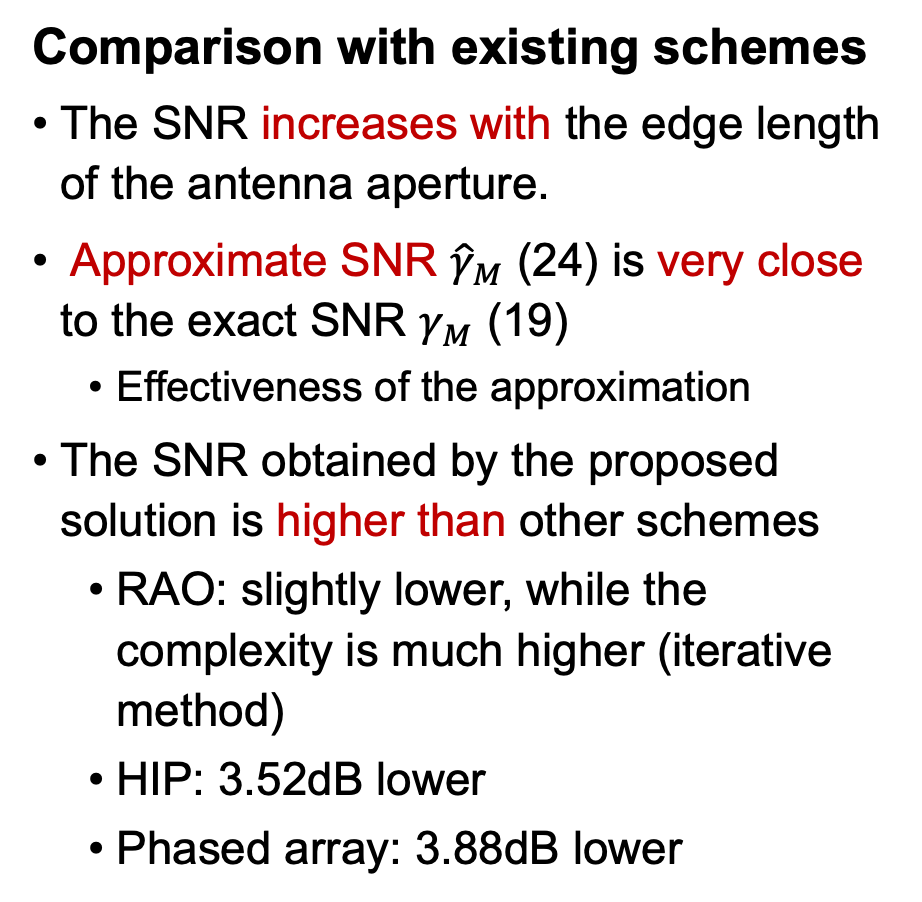 Comparison with existing schemes
• The SNR increases with the edge length
of the antenna aperture.
• Approximate SNR γ̂_M (24) is very close
to the exact SNR γ_M (19)
• Effectiveness of the approximation
• The SNR obtained by the proposed
solution is higher than other schemes
• RAO: slightly lower, while the
complexity is much higher (iterative
method)
• HIP: 3.52dB lower
• Phased array: 3.88dB lower